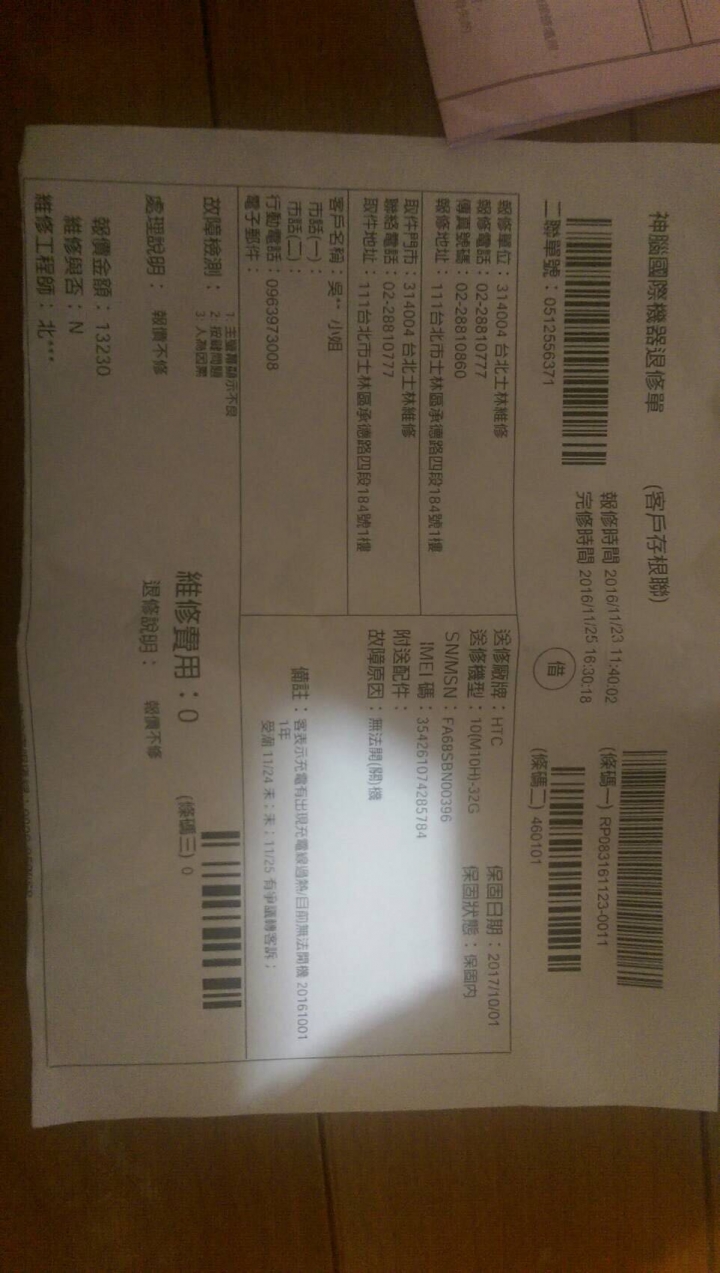 神腦國際機器退修單 (客戶存根聯)
報修時間 2016/11/23 11:40:02
完修時間 2016/11/25 16:30:18
(條碼一) RP083161123-0011
(條碼二) 460101
二聯單號：0512556371
借
報修單位：314004 台北士林維修
報修電話：02-28810777
傳真號碼：02-28810860
報修地址：111台北市士林區承德路四段184號1樓
取件門市：314004 台北士林維修
聯絡電話：02-28810777
取件地址：111台北市士林區承德路四段184號1樓
客戶名稱：吳** 小姐
市話(一)：
市話(二)：
行動電話：0963973008
電子郵件：
送修廠牌：HTC
保固日期：2017/10/01
送修機型：10(M10H)-32G
保固狀態：保固內
SN/MSN：FA68SBN00396
IMEI 碼：354261074285784
附送配件：
故障原因：無法開(關)機
備註：客表示充電有出現充電線過熱/目前無法開機 20161001
1年
受潮 11/24 未；未；11/25 有爭議轉客訴；
故障檢測：
1. 主螢幕顯示不良
2. 按鍵問題
3. 人為因素
處理說明： 報價不修
報價金額：13230
維修與否：N
維修工程師：北***
維修費用：0
退修說明： 報價不修
(條碼三) 0